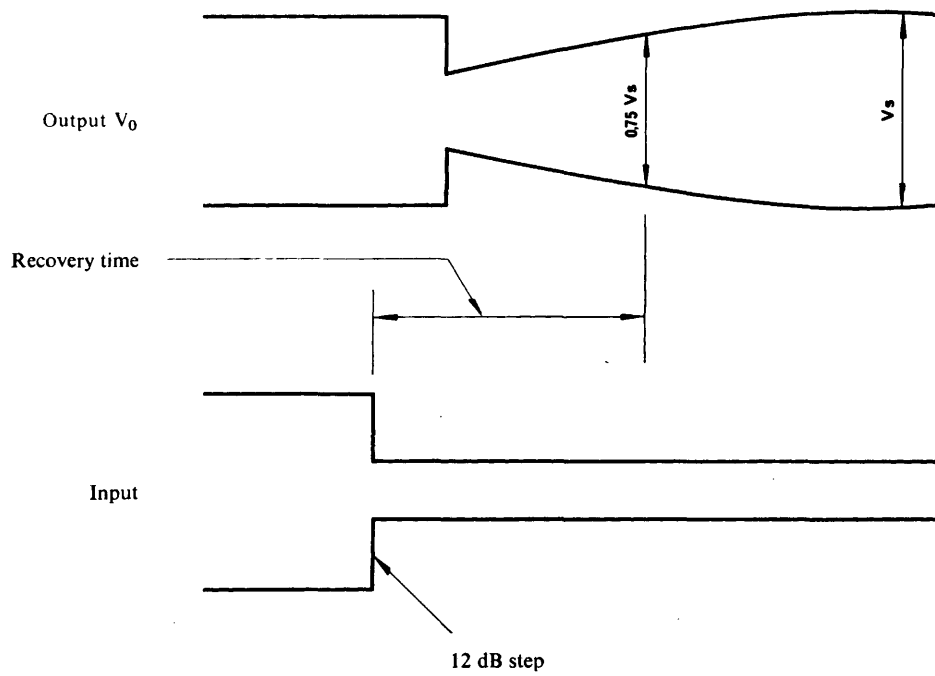 Output V₀
0,75 Vs
Vs
Recovery time
Input
12 dB step